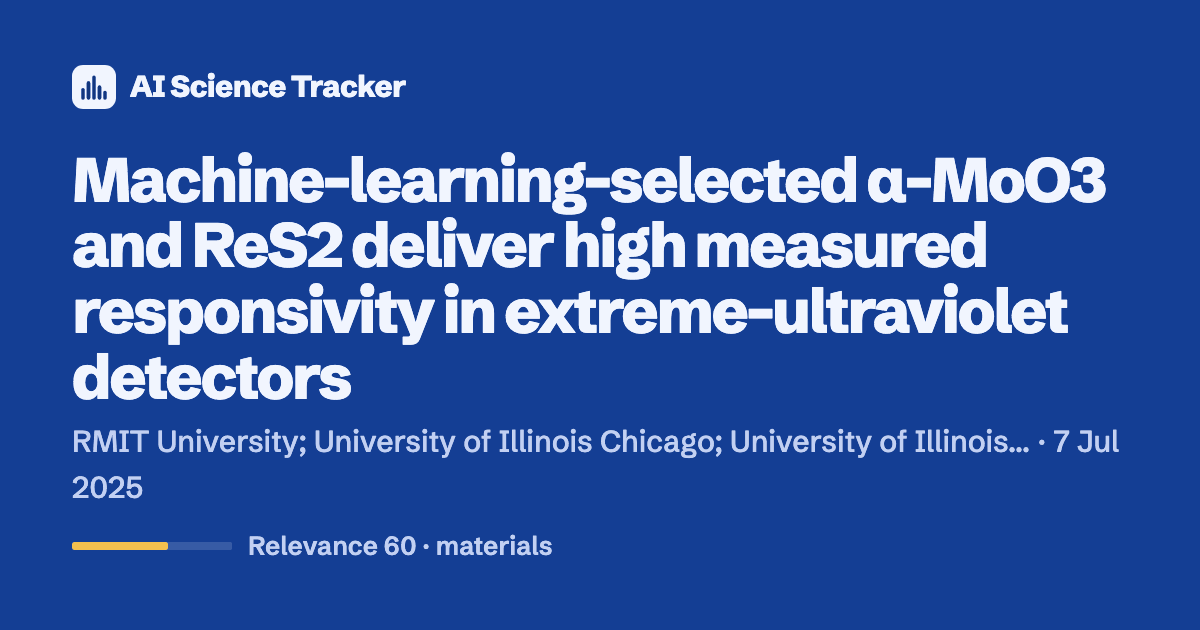 AI Science Tracker
Machine-learning-selected α-MoO3
and ReS2 deliver high measured
responsivity in extreme-ultraviolet
detectors
RMIT University; University of Illinois Chicago; University of Illinois... · 7 Jul
2025
Relevance 60 · materials